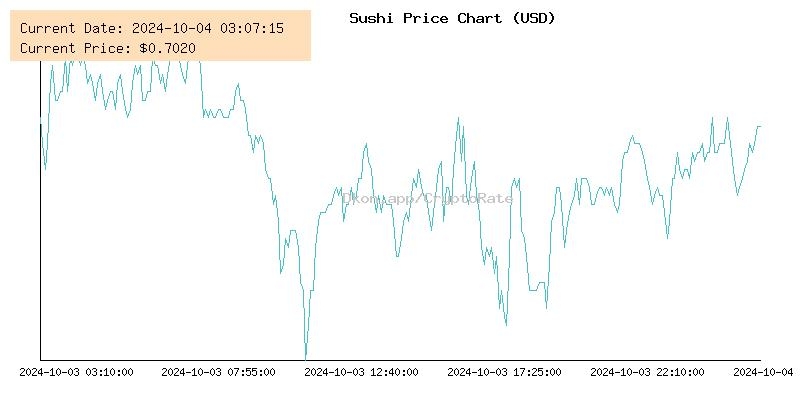 Sushi Price Chart (USD)
Current Date: 2024-10-04 03:07:15
Current Price: $0.7020
Dkon.app/CryptoRate
2024-10-03 03:10:00 2024-10-03 07:55:00 2024-10-03 12:40:00 2024-10-03 17:25:00 2024-10-03 22:10:00 2024-10-04